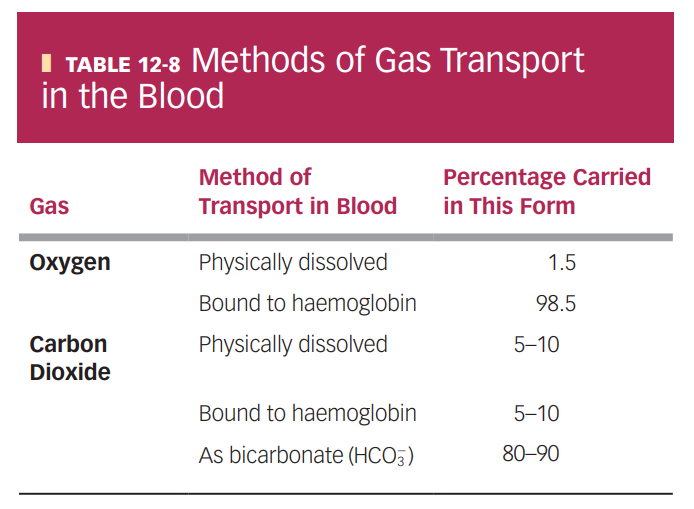 TABLE 12-8 Methods of Gas Transport
in the Blood
Gas
Method of
Transport in Blood
Percentage Carried
in This Form
Oxygen Physically dissolved 1.5
Bound to haemoglobin 98.5
Carbon
Dioxide
Physically dissolved 5–10
Bound to haemoglobin 5–10
As bicarbonate (HCO₃⁻) 80–90